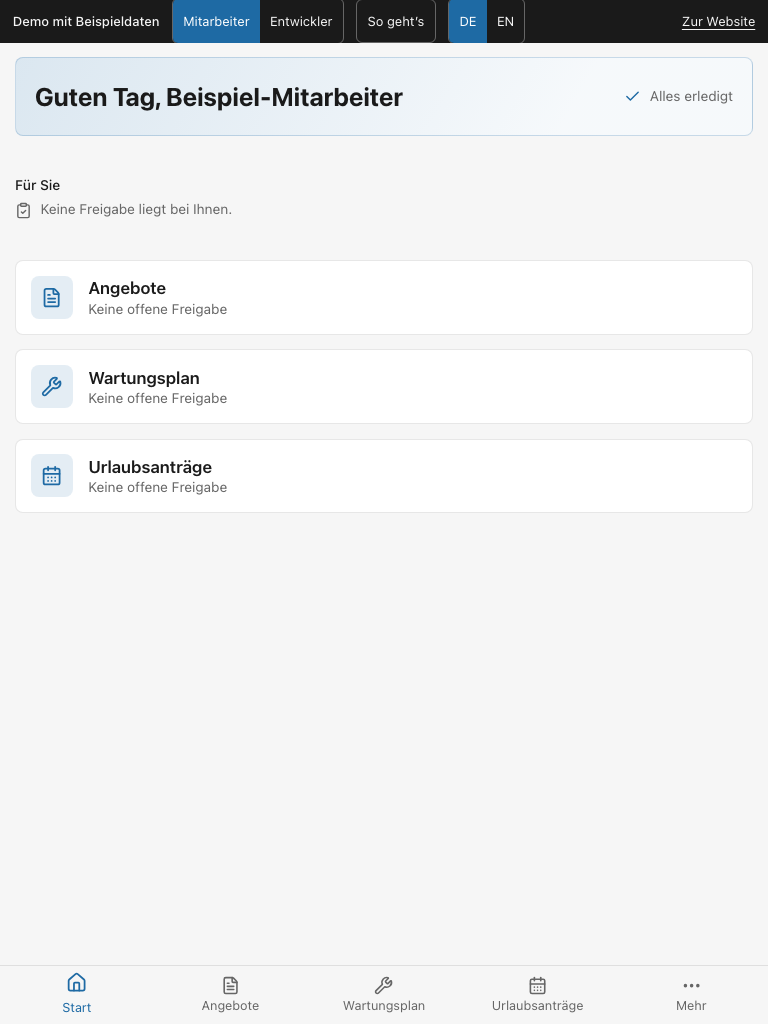 Demo mit Beispieldaten Mitarbeiter Entwickler So geht's DE EN Zur Website
Guten Tag, Beispiel-Mitarbeiter
Alles erledigt
Für Sie
Keine Freigabe liegt bei Ihnen.
Angebote
Keine offene Freigabe
Wartungsplan
Keine offene Freigabe
Urlaubsanträge
Keine offene Freigabe
Start Angebote Wartungsplan Urlaubsanträge Mehr